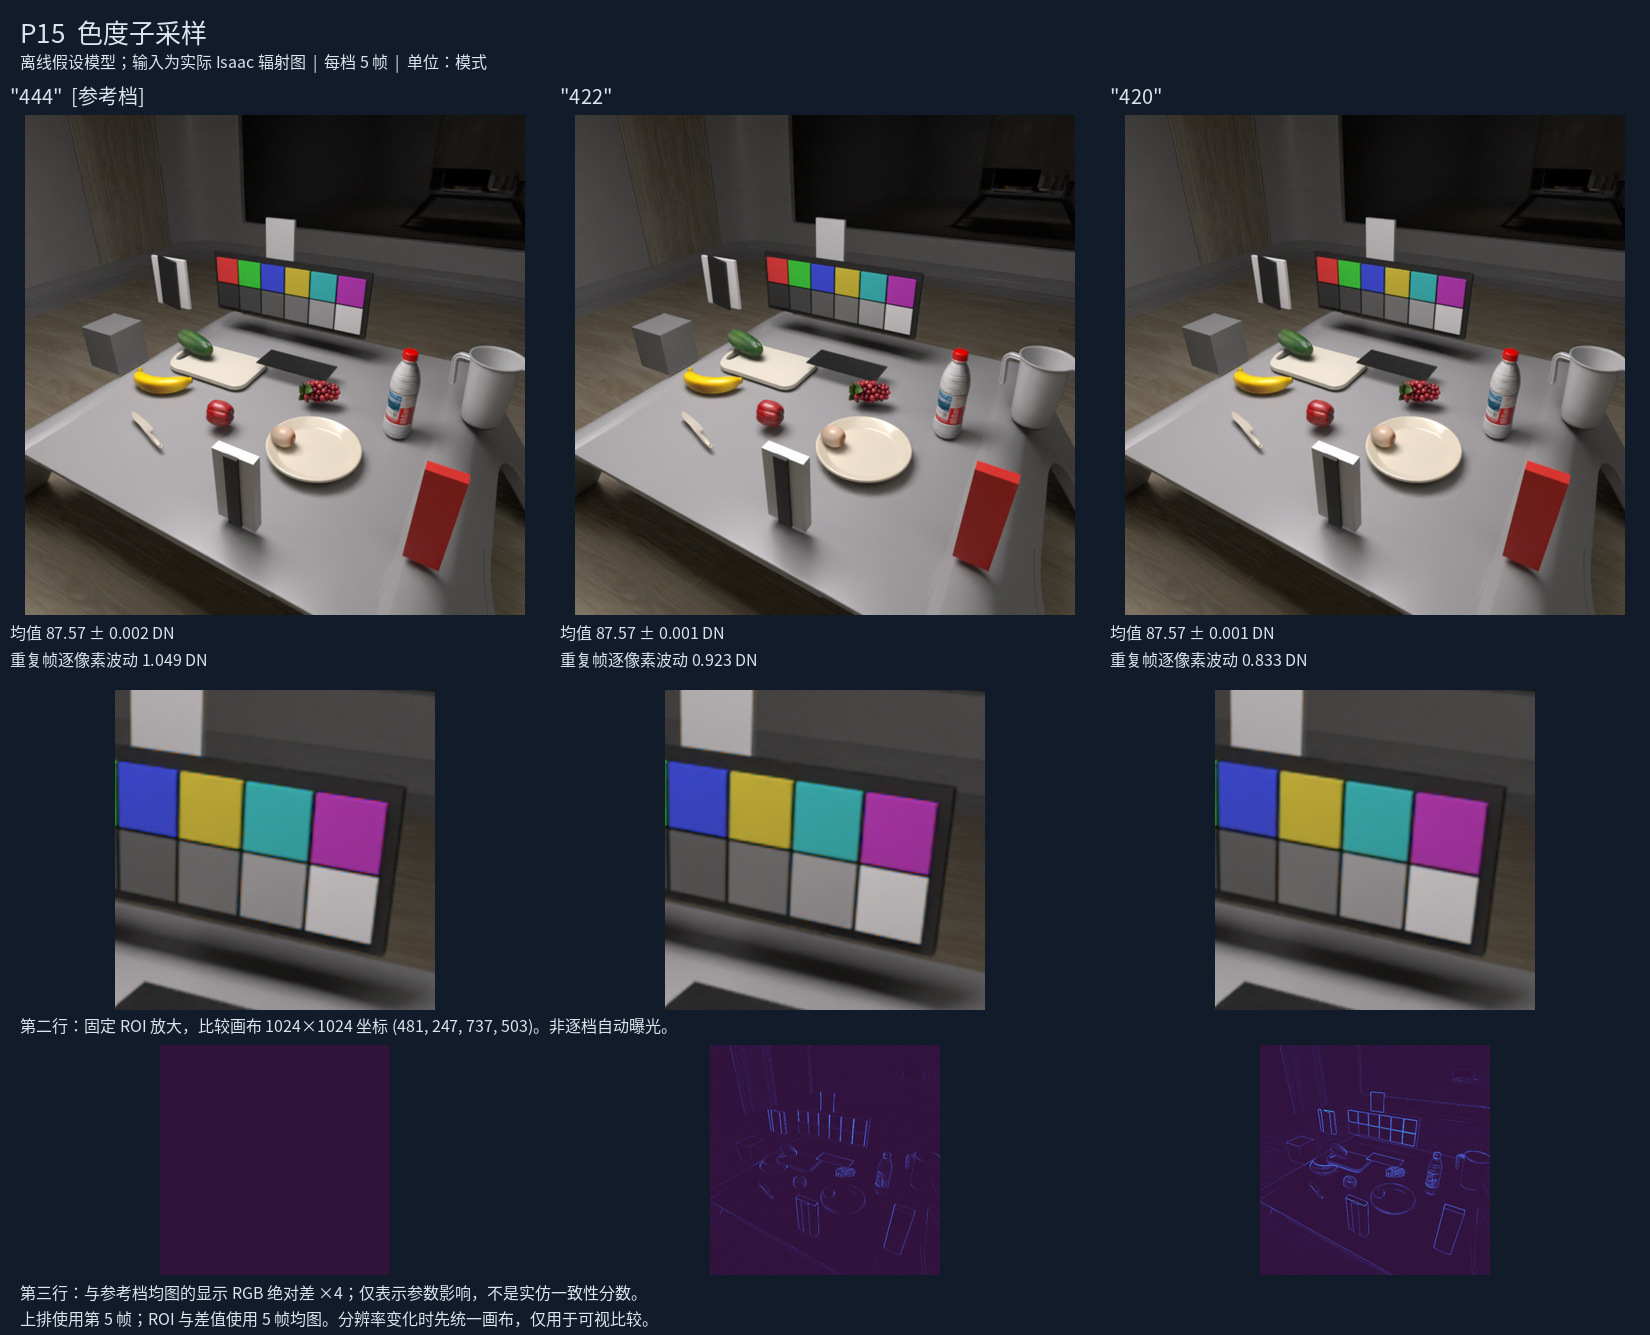 P15 色度子采样
离线假设模型；输入为实际 Isaac 辐射图 | 每档 5 帧 | 单位：模式
"444" [参考档]
"422"
"420"
均值 87.57 ± 0.002 DN
重复帧逐像素波动 1.049 DN
均值 87.57 ± 0.001 DN
重复帧逐像素波动 0.923 DN
均值 87.57 ± 0.001 DN
重复帧逐像素波动 0.833 DN
第二行：固定 ROI 放大，比较画布 1024×1024 坐标 (481, 247, 737, 503)。非逐档自动曝光。
第三行：与参考档均图的显示 RGB 绝对差 ×4；仅表示参数影响，不是实仿一致性分数。
上排使用第 5 帧；ROI 与差值使用 5 帧均图。分辨率变化时先统一画布，仅用于可视比较。